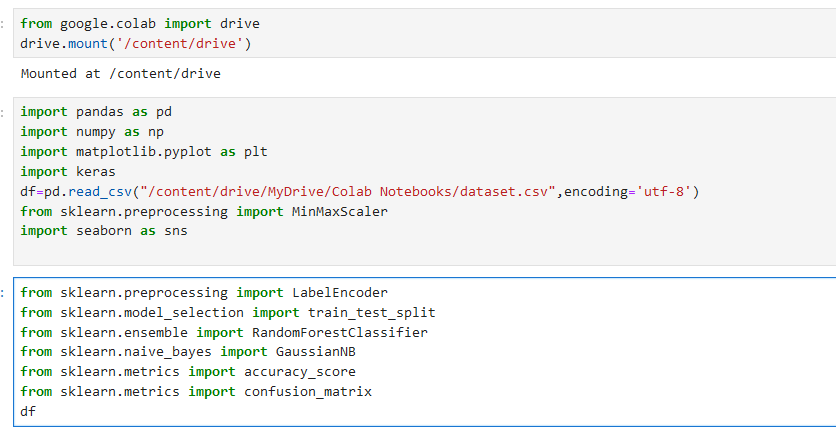 from google.colab import drive
drive.mount('/content/drive')
Mounted at /content/drive
import pandas as pd
import numpy as np
import matplotlib.pyplot as plt
import keras
df=pd.read_csv("/content/drive/MyDrive/Colab Notebooks/dataset.csv",encoding='utf-8')
from sklearn.preprocessing import MinMaxScaler
import seaborn as sns
from sklearn.preprocessing import LabelEncoder
from sklearn.model_selection import train_test_split
from sklearn.ensemble import RandomForestClassifier
from sklearn.naive_bayes import GaussianNB
from sklearn.metrics import accuracy_score
from sklearn.metrics import confusion_matrix
df